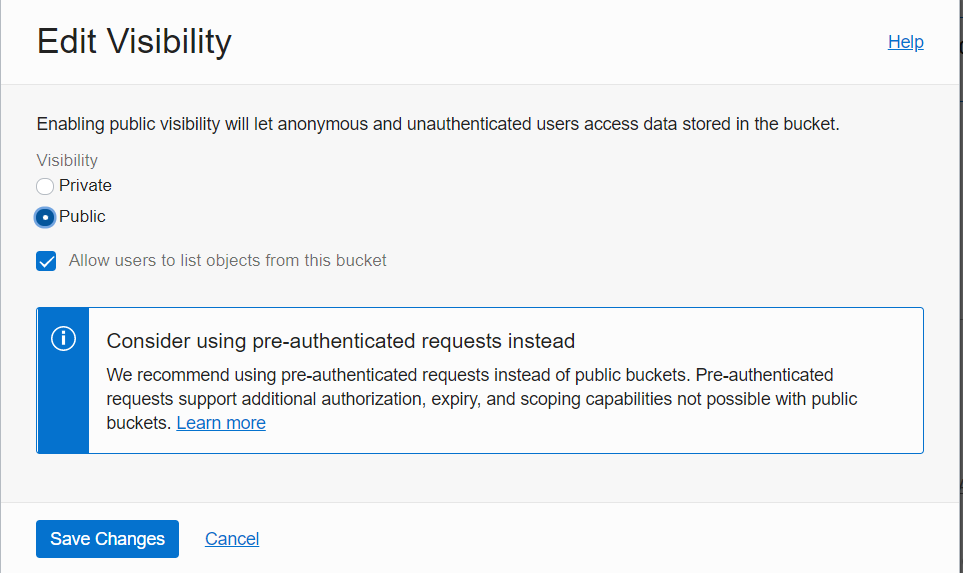 Edit Visibility
Help
Enabling public visibility will let anonymous and unauthenticated users access data stored in the bucket.
Visibility
Private
Public
Allow users to list objects from this bucket
Consider using pre-authenticated requests instead
We recommend using pre-authenticated requests instead of public buckets. Pre-authenticated
requests support additional authorization, expiry, and scoping capabilities not possible with public
buckets. Learn more
Save Changes
Cancel